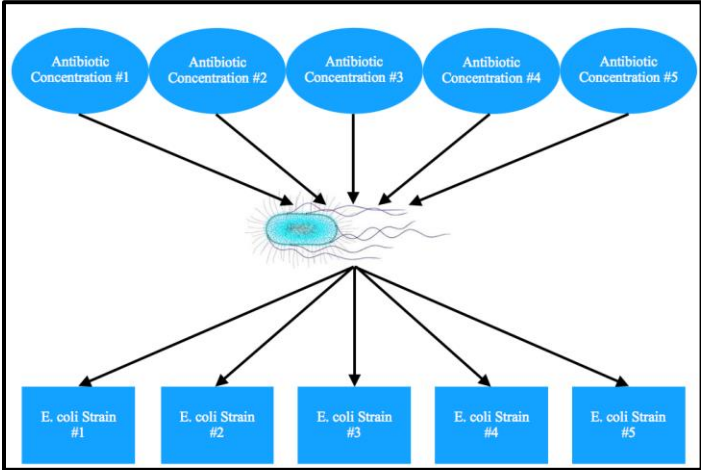 Antibiotic
Concentration #1
Antibiotic
Concentration #2
Antibiotic
Concentration #3
Antibiotic
Concentration #4
Antibiotic
Concentration #5
E. coli Strain
#1
E. coli Strain
#2
E. coli Strain
#3
E. coli Strain
#4
E. coli Strain
#5